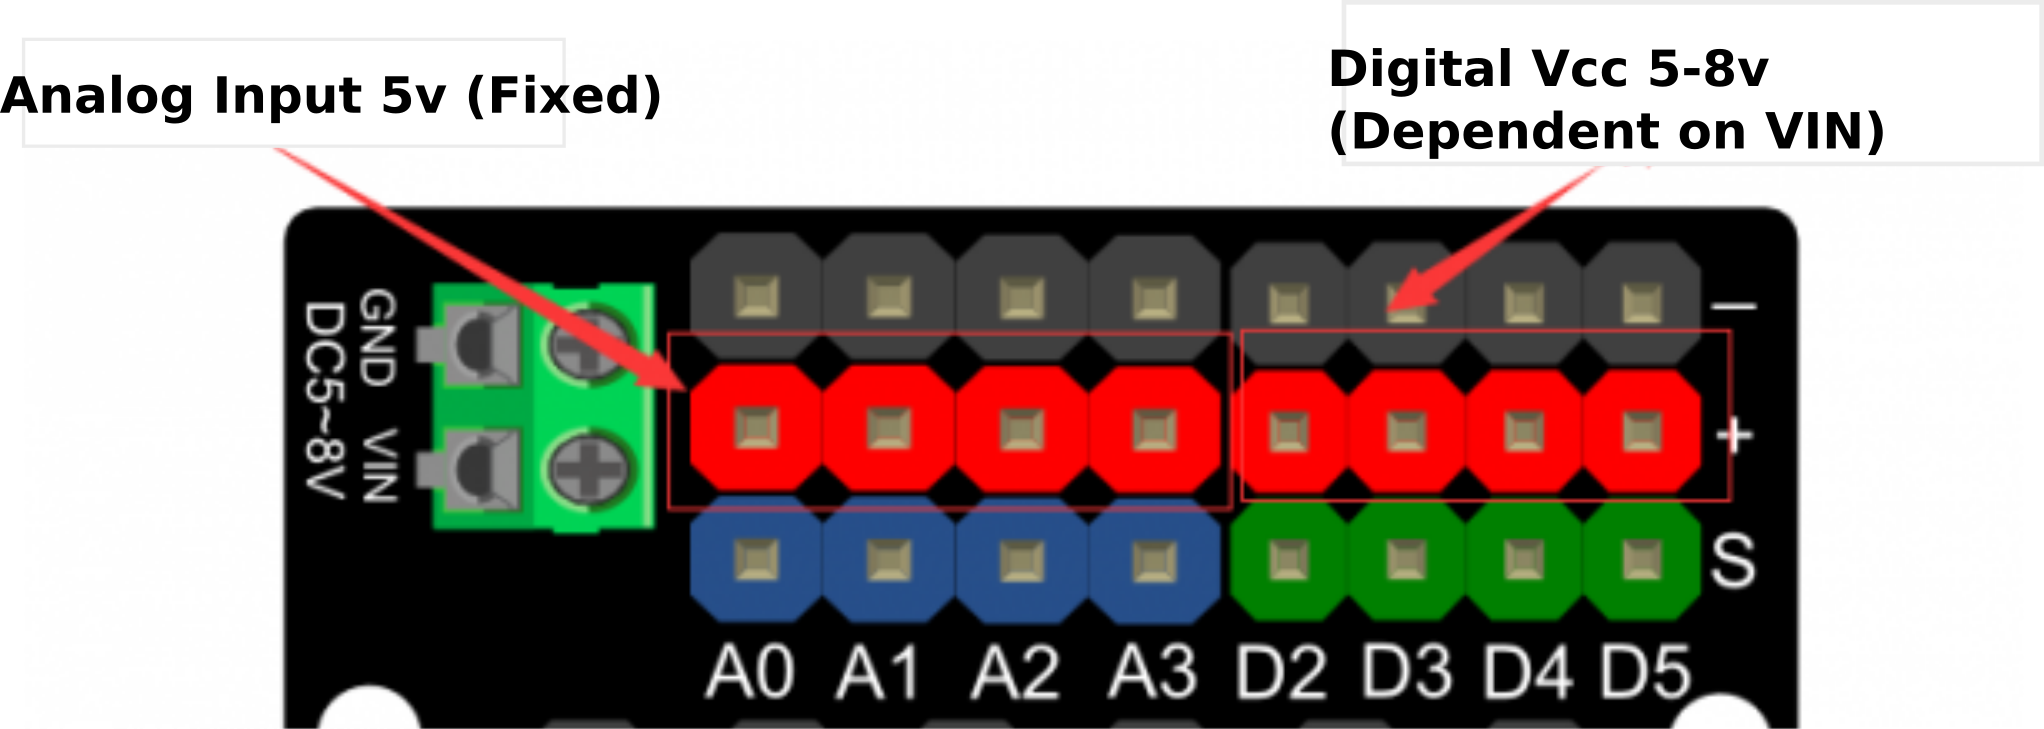 Analog Input 5v (Fixed)
Digital Vcc 5-8v
(Dependent on VIN)
GND VIN
DC5~8V
—
+
S
A0 A1 A2 A3 D2 D3 D4 D5